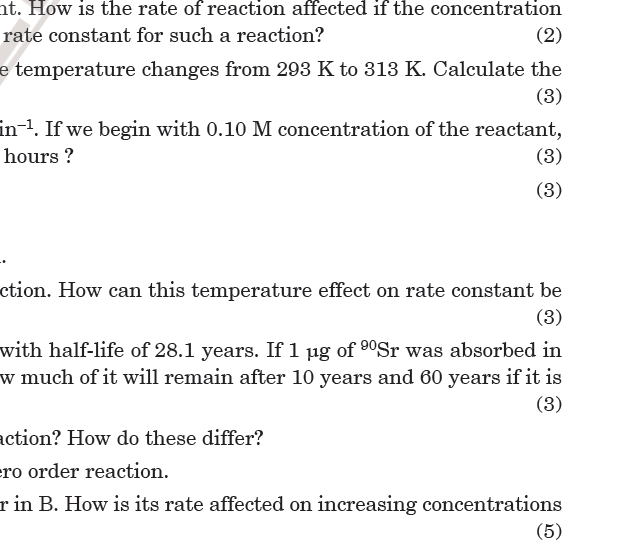 nt. How is the rate of reaction affected if the concentration
rate constant for such a reaction? (2)
e temperature changes from 293 K to 313 K. Calculate the
(3)
in⁻¹. If we begin with 0.10 M concentration of the reactant,
hours ? (3)
(3)
.
ction. How can this temperature effect on rate constant be
(3)
with half-life of 28.1 years. If 1 μg of ⁹⁰Sr was absorbed in
w much of it will remain after 10 years and 60 years if it is
(3)
action? How do these differ?
ero order reaction.
r in B. How is its rate affected on increasing concentrations
(5)